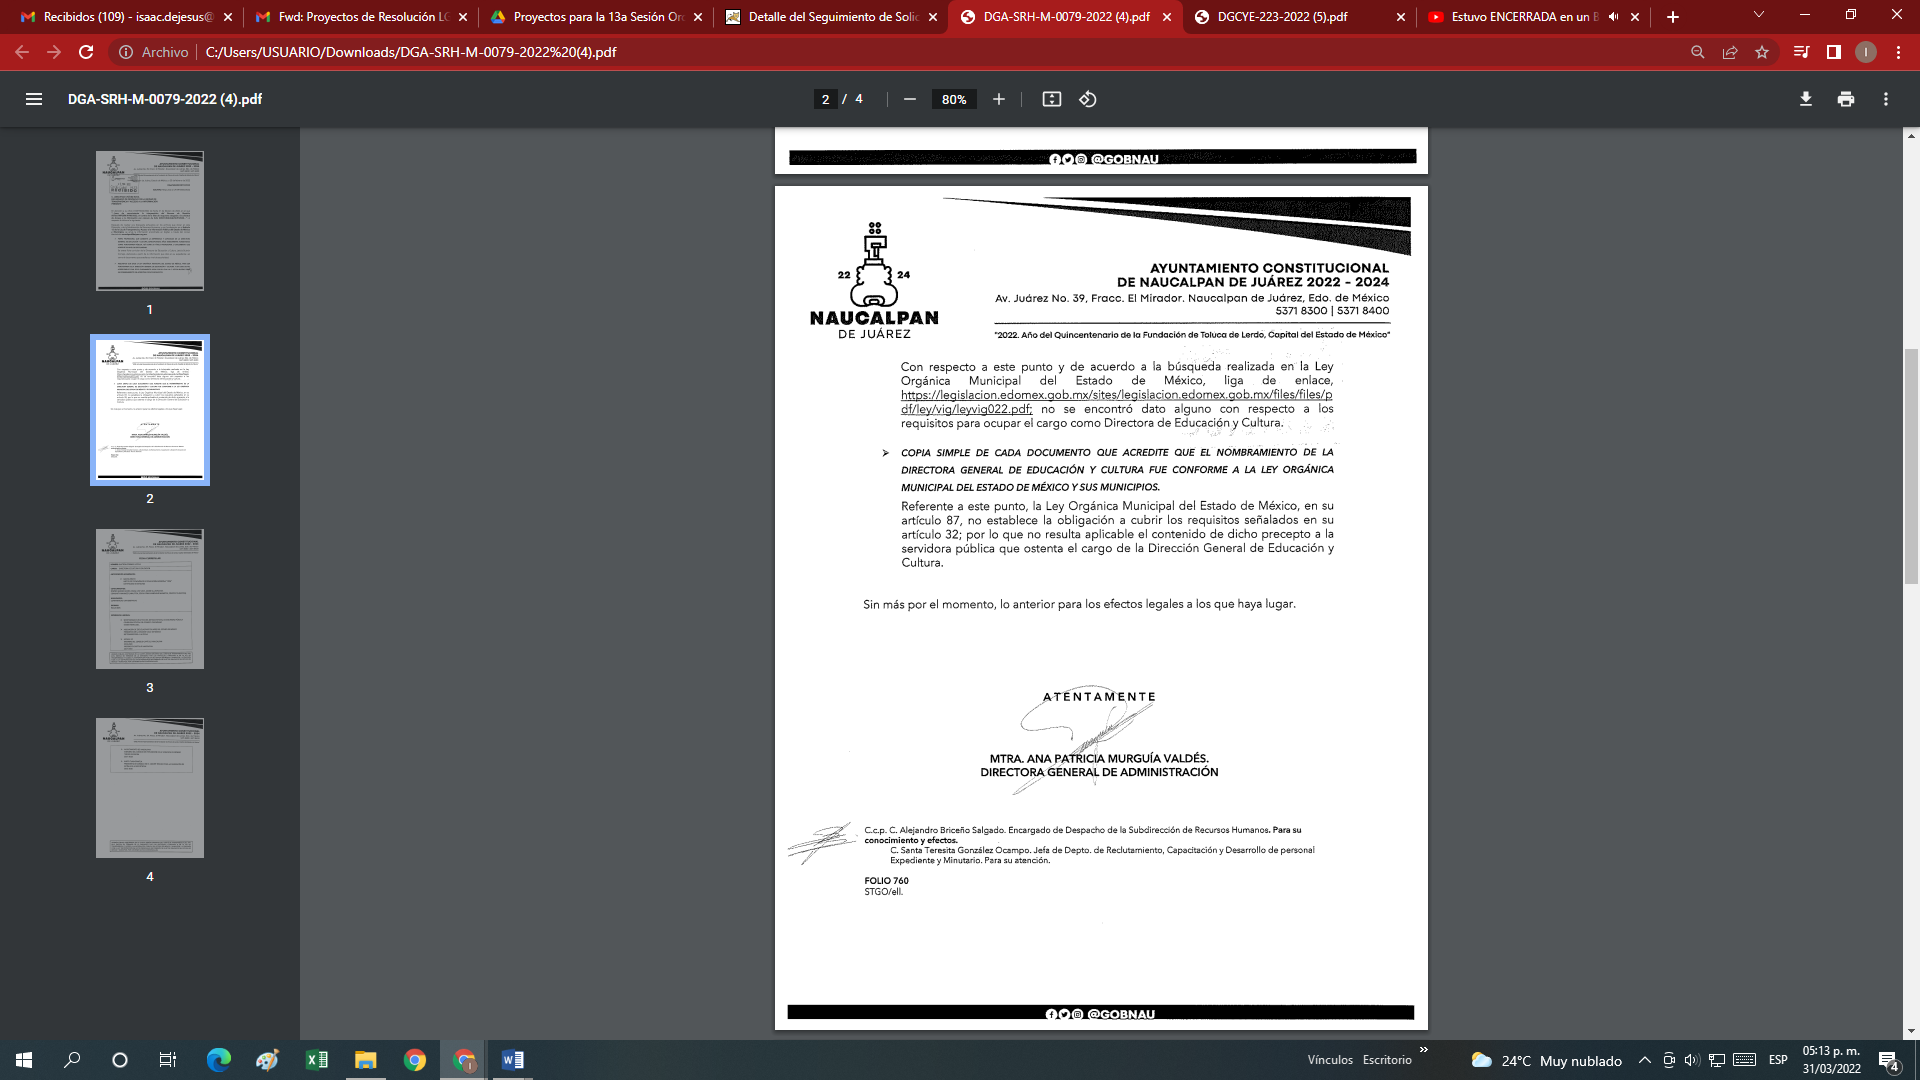 Recibidos (109) - isaac.dejesus@
Fwd: Proyectos de Resolución LG
Proyectos para la 13a Sesión Ord
Detalle del Seguimiento de Solic
DGA-SRH-M-0079-2022 (4).pdf
DGCYE-223-2022 (5).pdf
Estuvo ENCERRADA en un B
Archivo
C:/Users/USUARIO/Downloads/DGA-SRH-M-0079-2022%20(4).pdf
I
DGA-SRH-M-0079-2022 (4).pdf
2 / 4
80%
1
2
3
4
@GOBNAU
22 24
NAUCALPAN
DE JUÁREZ
AYUNTAMIENTO CONSTITUCIONAL
DE NAUCALPAN DE JUÁREZ 2022 - 2024
Av. Juárez No. 39, Fracc. El Mirador. Naucalpan de Juárez, Edo. de México
5371 8300 | 5371 8400
"2022. Año del Quincentenario de la Fundación de Toluca de Lerdo, Capital del Estado de México"
Con respecto a este punto y de acuerdo a la búsqueda realizada en la Ley
Orgánica Municipal del Estado de México, liga de enlace,
https://legislacion.edomex.gob.mx/sites/legislacion.edomex.gob.mx/files/files/p
df/ley/vig/leyvig022.pdf; no se encontró dato alguno con respecto a los
requisitos para ocupar el cargo como Directora de Educación y Cultura.
➤ COPIA SIMPLE DE CADA DOCUMENTO QUE ACREDITE QUE EL NOMBRAMIENTO DE LA
DIRECTORA GENERAL DE EDUCACIÓN Y CULTURA FUE CONFORME A LA LEY ORGÁNICA
MUNICIPAL DEL ESTADO DE MÉXICO Y SUS MUNICIPIOS.
Referente a este punto, la Ley Orgánica Municipal del Estado de México, en su
artículo 87, no establece la obligación a cubrir los requisitos señalados en su
artículo 32; por lo que no resulta aplicable el contenido de dicho precepto a la
servidora pública que ostenta el cargo de la Dirección General de Educación y
Cultura.
Sin más por el momento, lo anterior para los efectos legales a los que haya lugar.
ATENTAMENTE
MTRA. ANA PATRICIA MURGUÍA VALDÉS.
DIRECTORA GENERAL DE ADMINISTRACIÓN
C.c.p. C. Alejandro Briceño Salgado. Encargado de Despacho de la Subdirección de Recursos Humanos. Para su
conocimiento y efectos.
C. Santa Teresita González Ocampo. Jefa de Depto. de Reclutamiento, Capacitación y Desarrollo de personal
Expediente y Minutario. Para su atención.
FOLIO 760
STGO/ell.
@GOBNAU
Vínculos Escritorio
24°C Muy nublado
ESP
05:13 p. m.
31/03/2022
4